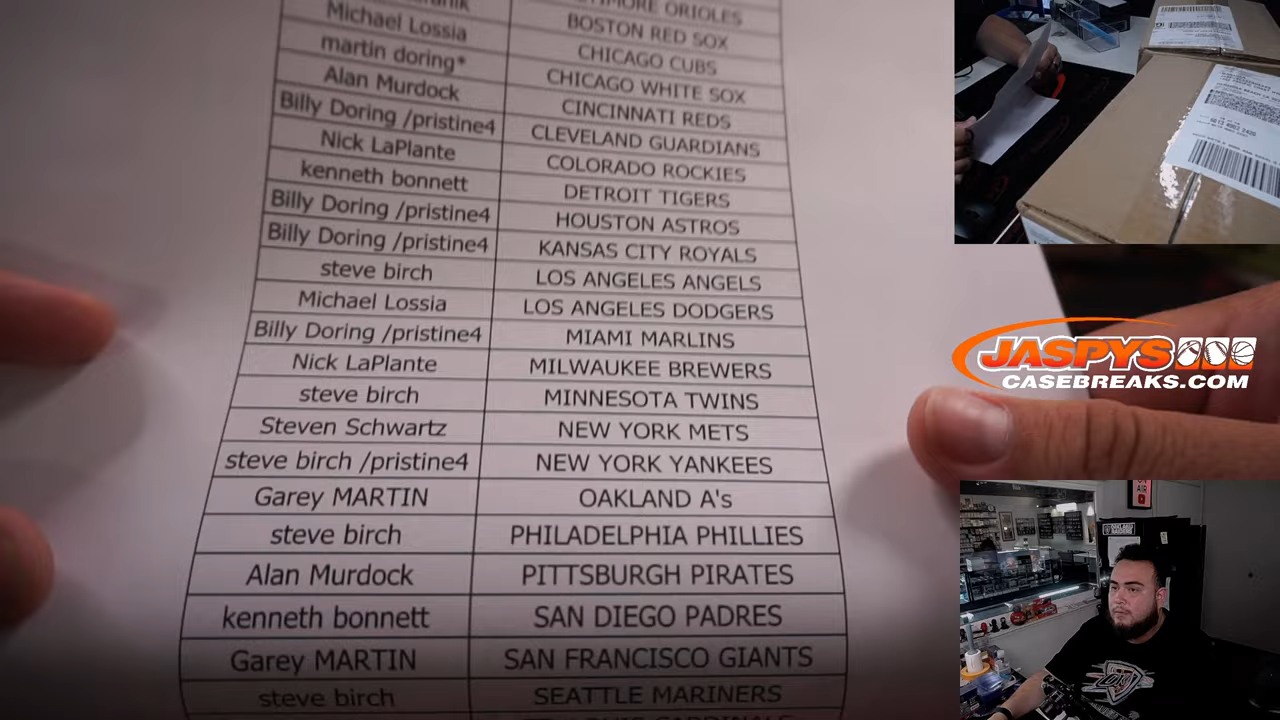 ORIOLES
BOSTON RED SOX
Michael Lossia CHICAGO CUBS
martin doring* CHICAGO WHITE SOX
Alan Murdock CINCINNATI REDS
Billy Doring /pristine4 CLEVELAND GUARDIANS
Nick LaPlante COLORADO ROCKIES
kenneth bonnett DETROIT TIGERS
Billy Doring /pristine4 HOUSTON ASTROS
Billy Doring /pristine4 KANSAS CITY ROYALS
steve birch LOS ANGELES ANGELS
Michael Lossia LOS ANGELES DODGERS
Billy Doring /pristine4 MIAMI MARLINS
Nick LaPlante MILWAUKEE BREWERS
steve birch MINNESOTA TWINS
Steven Schwartz NEW YORK METS
steve birch /pristine4 NEW YORK YANKEES
Garey MARTIN OAKLAND A's
steve birch PHILADELPHIA PHILLIES
Alan Murdock PITTSBURGH PIRATES
kenneth bonnett SAN DIEGO PADRES
Garey MARTIN SAN FRANCISCO GIANTS
steve birch SEATTLE MARINERS
JASPYS
CASEBREAKS.COM
ON AIR
OAKLAND RAIDERS